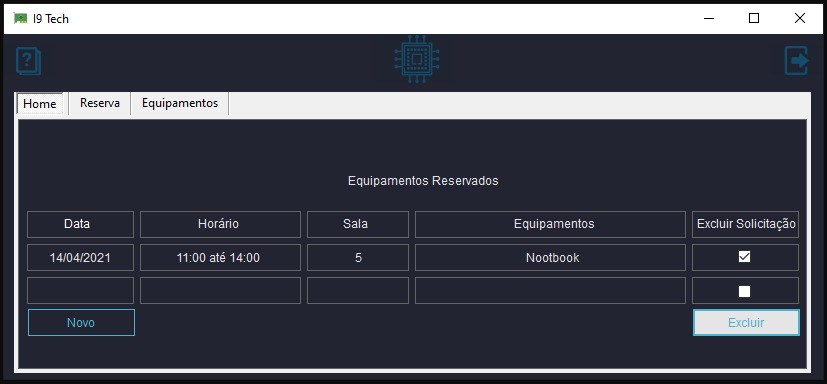 I9 Tech
?
Home Reserva Equipamentos
Equipamentos Reservados
Data Horário Sala Equipamentos Excluir Solicitação
14/04/2021 11:00 até 14:00 5 Nootbook
Novo Excluir